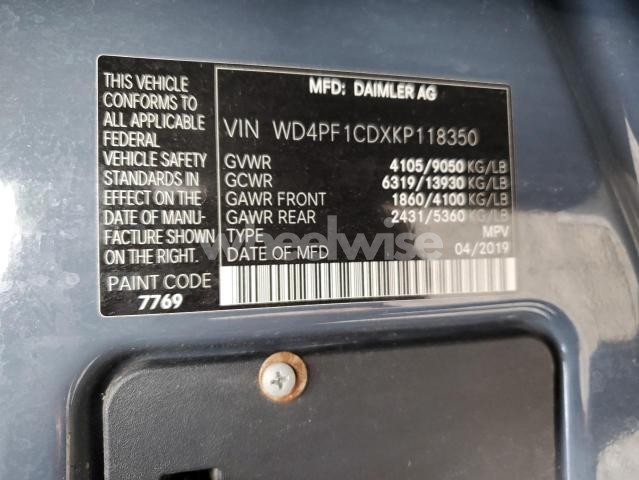 MFD: DAIMLER AG
THIS VEHICLE
CONFORMS TO
ALL APPLICABLE
FEDERAL
VEHICLE SAFETY
STANDARDS IN
EFFECT ON THE
DATE OF MANU-
FACTURE SHOWN
ON THE RIGHT.
PAINT CODE
7769
VIN WD4PF1CDXKP118350
GVWR 4105/9050 KG/LB
GCWR 6319/13930 KG/LB
GAWR FRONT 1860/4100 KG/LB
GAWR REAR 2431/5360 KG/LB
TYPE MPV
DATE OF MFD 04/2019
wheelwise